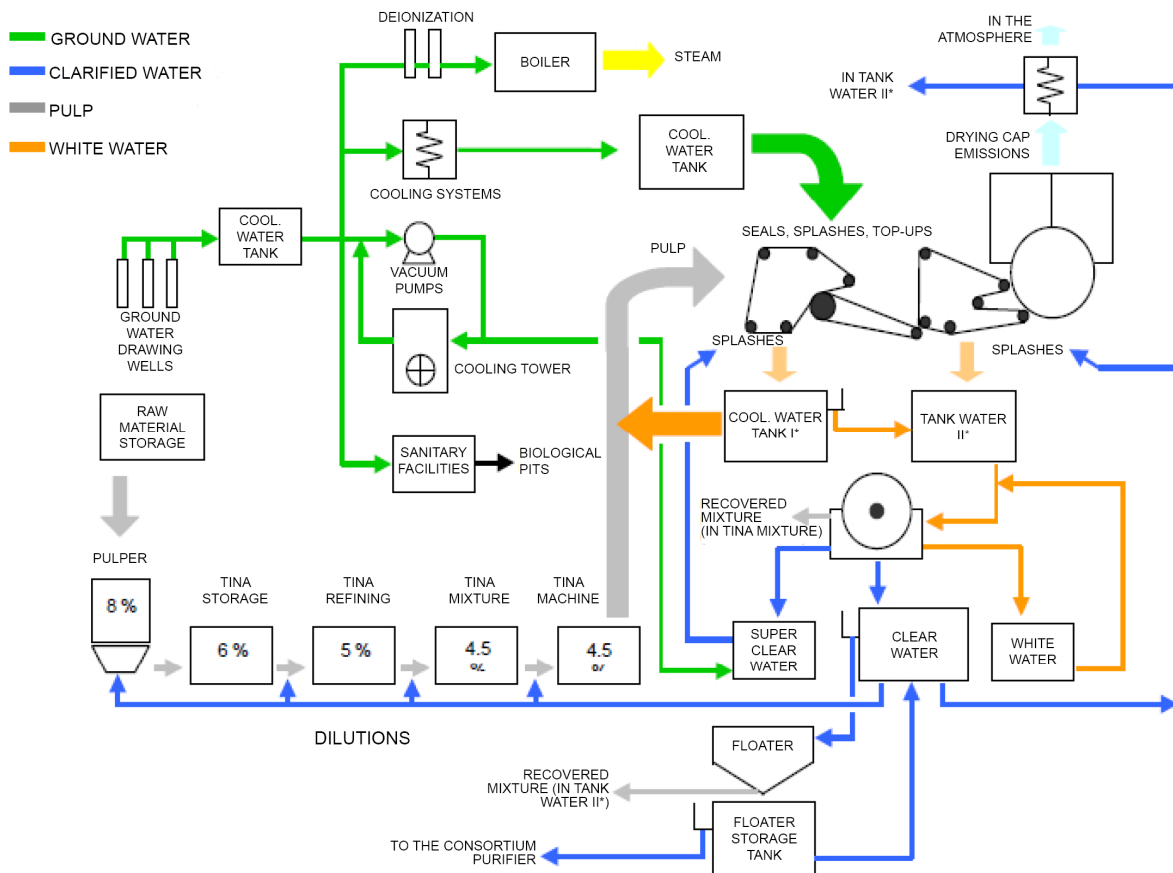 GROUND WATER
CLARIFIED WATER
PULP
WHITE WATER
DEIONIZATION
BOILER
STEAM
IN THE
ATMOSPHERE
IN TANK
WATER II*
DRYING CAP
EMISSIONS
COOLING SYSTEMS
COOL.
WATER
TANK
COOL.
WATER
TANK
VACUUM
PUMPS
SEALS, SPLASHES, TOP-UPS
PULP
GROUND
WATER
DRAWING
WELLS
COOLING TOWER
SPLASHES
SPLASHES
RAW
MATERIAL
STORAGE
SANITARY
FACILITIES
BIOLOGICAL
PITS
COOL. WATER
TANK I*
TANK WATER
II*
RECOVERED
MIXTURE
(IN TINA MIXTURE)
PULPER
8 %
TINA
STORAGE
6 %
TINA
REFINING
5 %
TINA
MIXTURE
4.5
%
TINA
MACHINE
4.5
%
SUPER
CLEAR
WATER
CLEAR
WATER
WHITE
WATER
DILUTIONS
FLOATER
RECOVERED
MIXTURE (IN TANK
WATER II*)
FLOATER
STORAGE
TANK
TO THE CONSORTIUM
PURIFIER